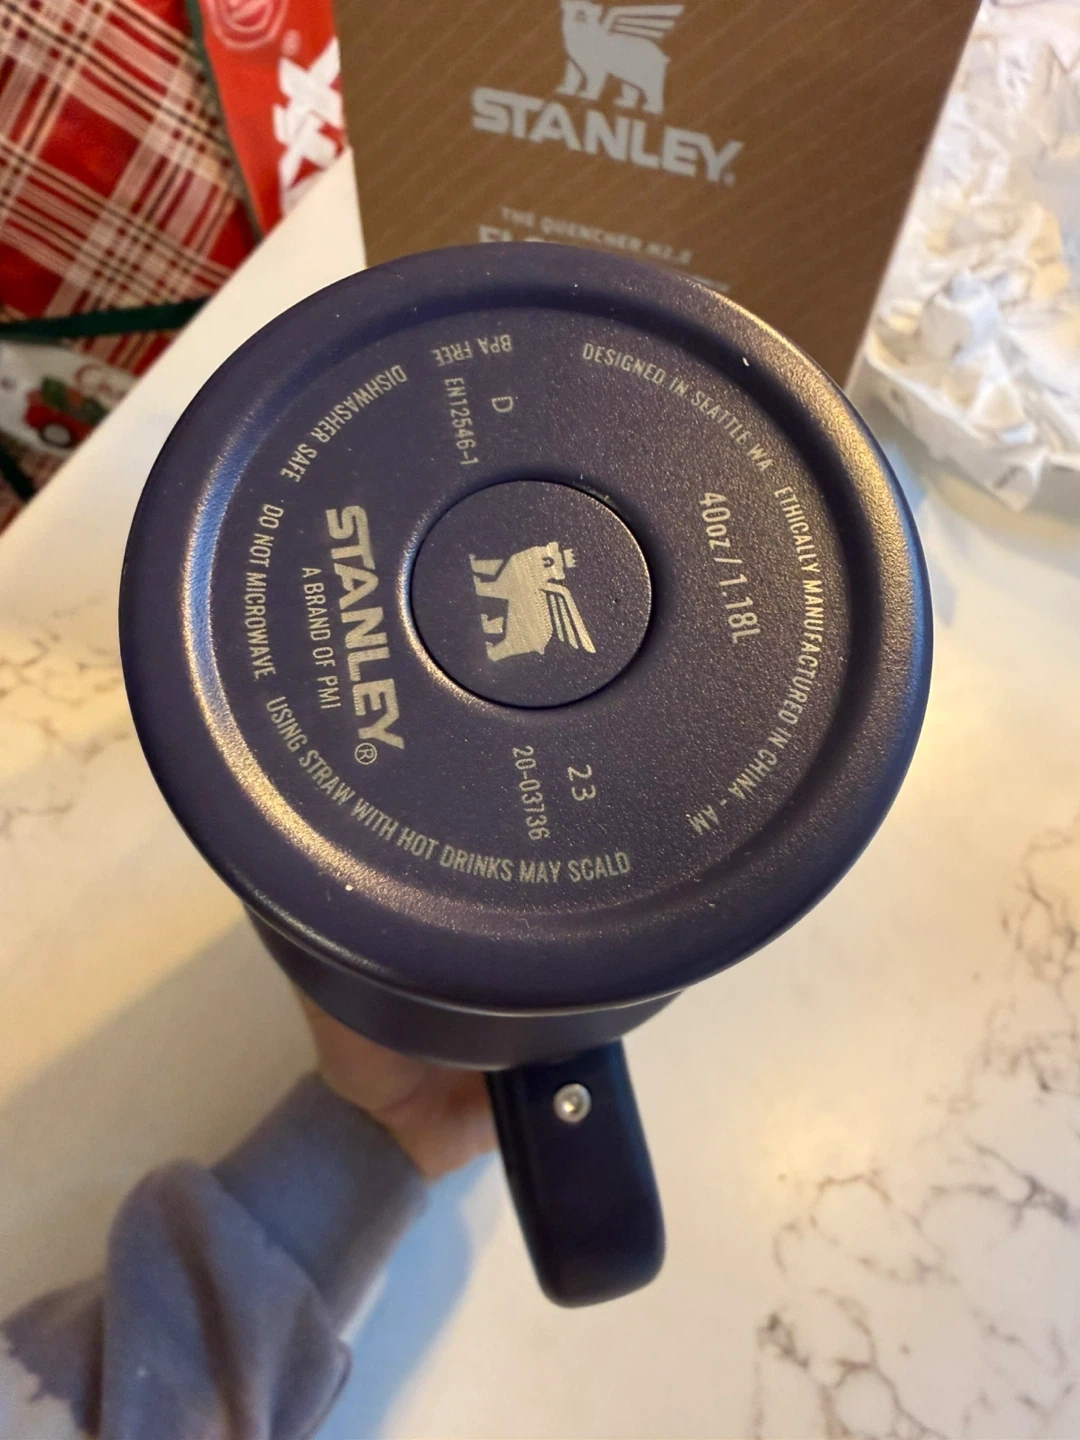 STANLEY®
THE QUENCHER H2.0
DESIGNED IN SEATTLE WA
ETHICALLY MANUFACTURED IN CHINA - AM
40oz / 1.18L
BPA FREE
D
EN12546-1
DISHWASHER SAFE
DO NOT MICROWAVE
USING STRAW WITH HOT DRINKS MAY SCALD
STANLEY®
A BRAND OF PMI
23
20-03736